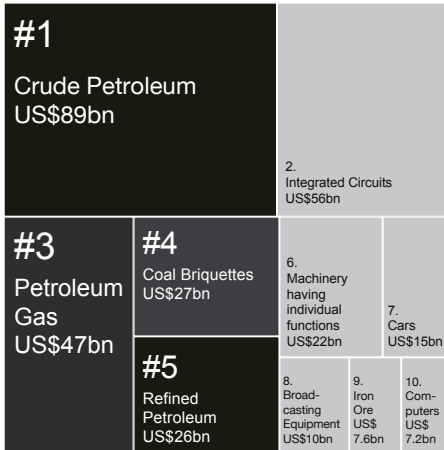 #1
Crude Petroleum
US$89bn
2.
Integrated Circuits
US$56bn
#3
Petroleum
Gas
US$47bn
#4
Coal Briquettes
US$27bn
#5
Refined
Petroleum
US$26bn
6.
Machinery
having
individual
functions
US$22bn
7.
Cars
US$15bn
8.
Broad-
casting
Equipment
US$10bn
9.
Iron
Ore
US$
7.6bn
10.
Com-
puters
US$
7.2bn